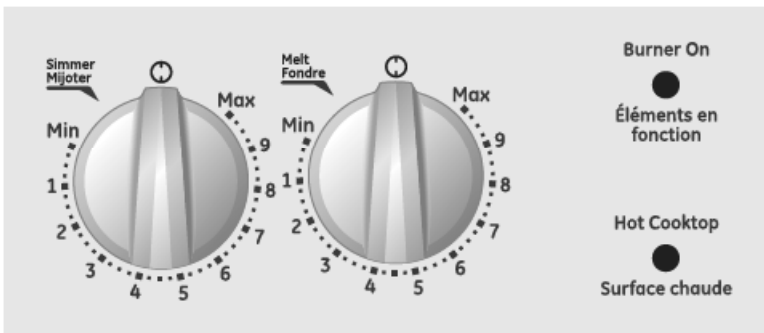 Simmer
Mijoter
Min
1
2
3
4
5
6
7
8
9
Max
Melt
Fondre
Min
1
2
3
4
5
6
7
8
9
Max
Burner On
Éléments en
fonction
Hot Cooktop
Surface chaude